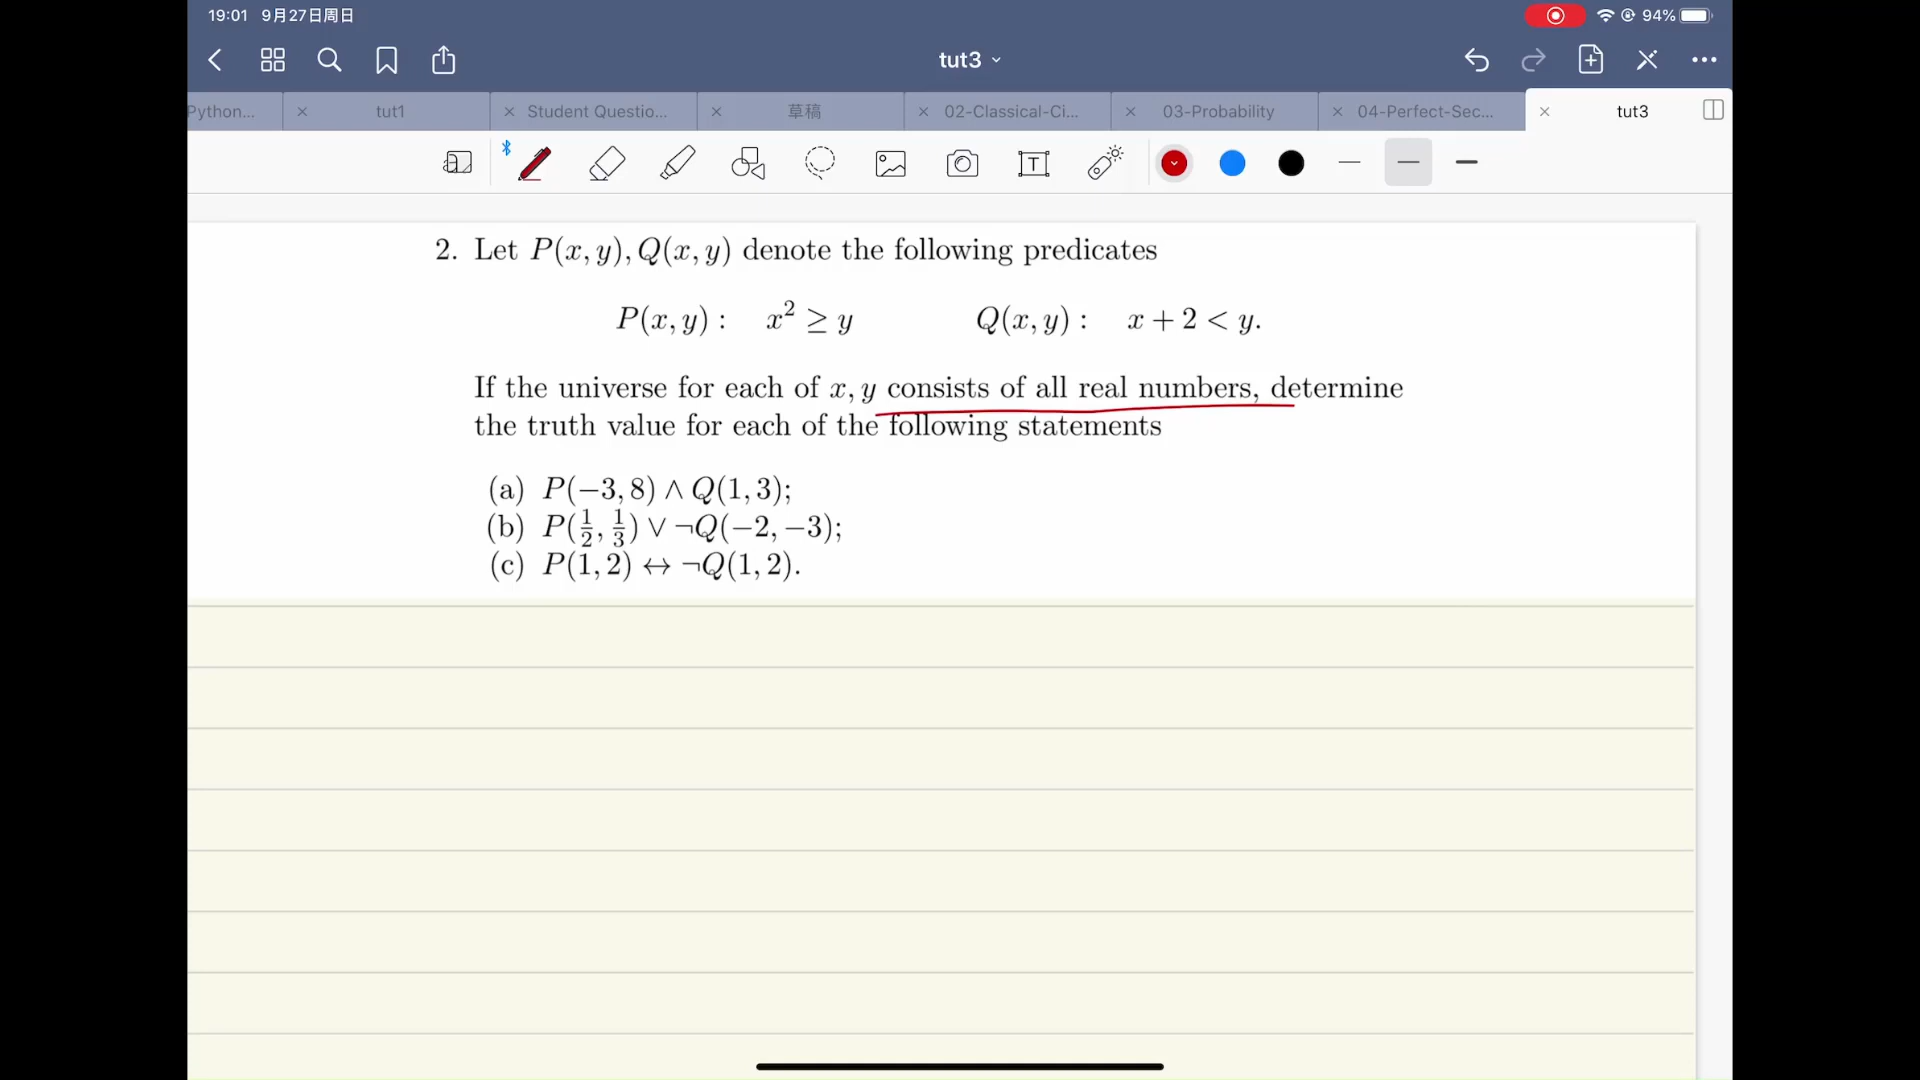 19:01 9月27日周日
94%
tut3
Python...
tut1
Student Questio...
草稿
02-Classical-Ci...
03-Probability
04-Perfect-Sec...
tut3
2. Let P(x, y), Q(x, y) denote the following predicates
P(x, y) : x² ≥ y Q(x, y) : x + 2 < y.
If the universe for each of x, y consists of all real numbers, determine
the truth value for each of the following statements
(a) P(−3, 8) ∧ Q(1, 3);
(b) P(1/2, 1/3) ∨ ¬Q(−2, −3);
(c) P(1, 2) ↔ ¬Q(1, 2).